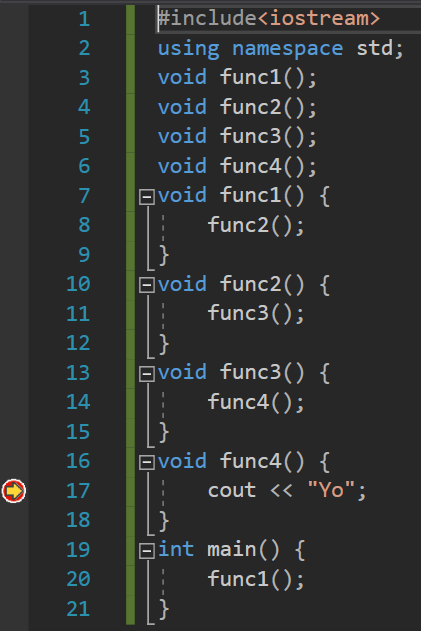 1 #include<iostream>
2 using namespace std;
3 void func1();
4 void func2();
5 void func3();
6 void func4();
7 void func1() {
8 func2();
9 }
10 void func2() {
11 func3();
12 }
13 void func3() {
14 func4();
15 }
16 void func4() {
17 cout << "Yo";
18 }
19 int main() {
20 func1();
21 }